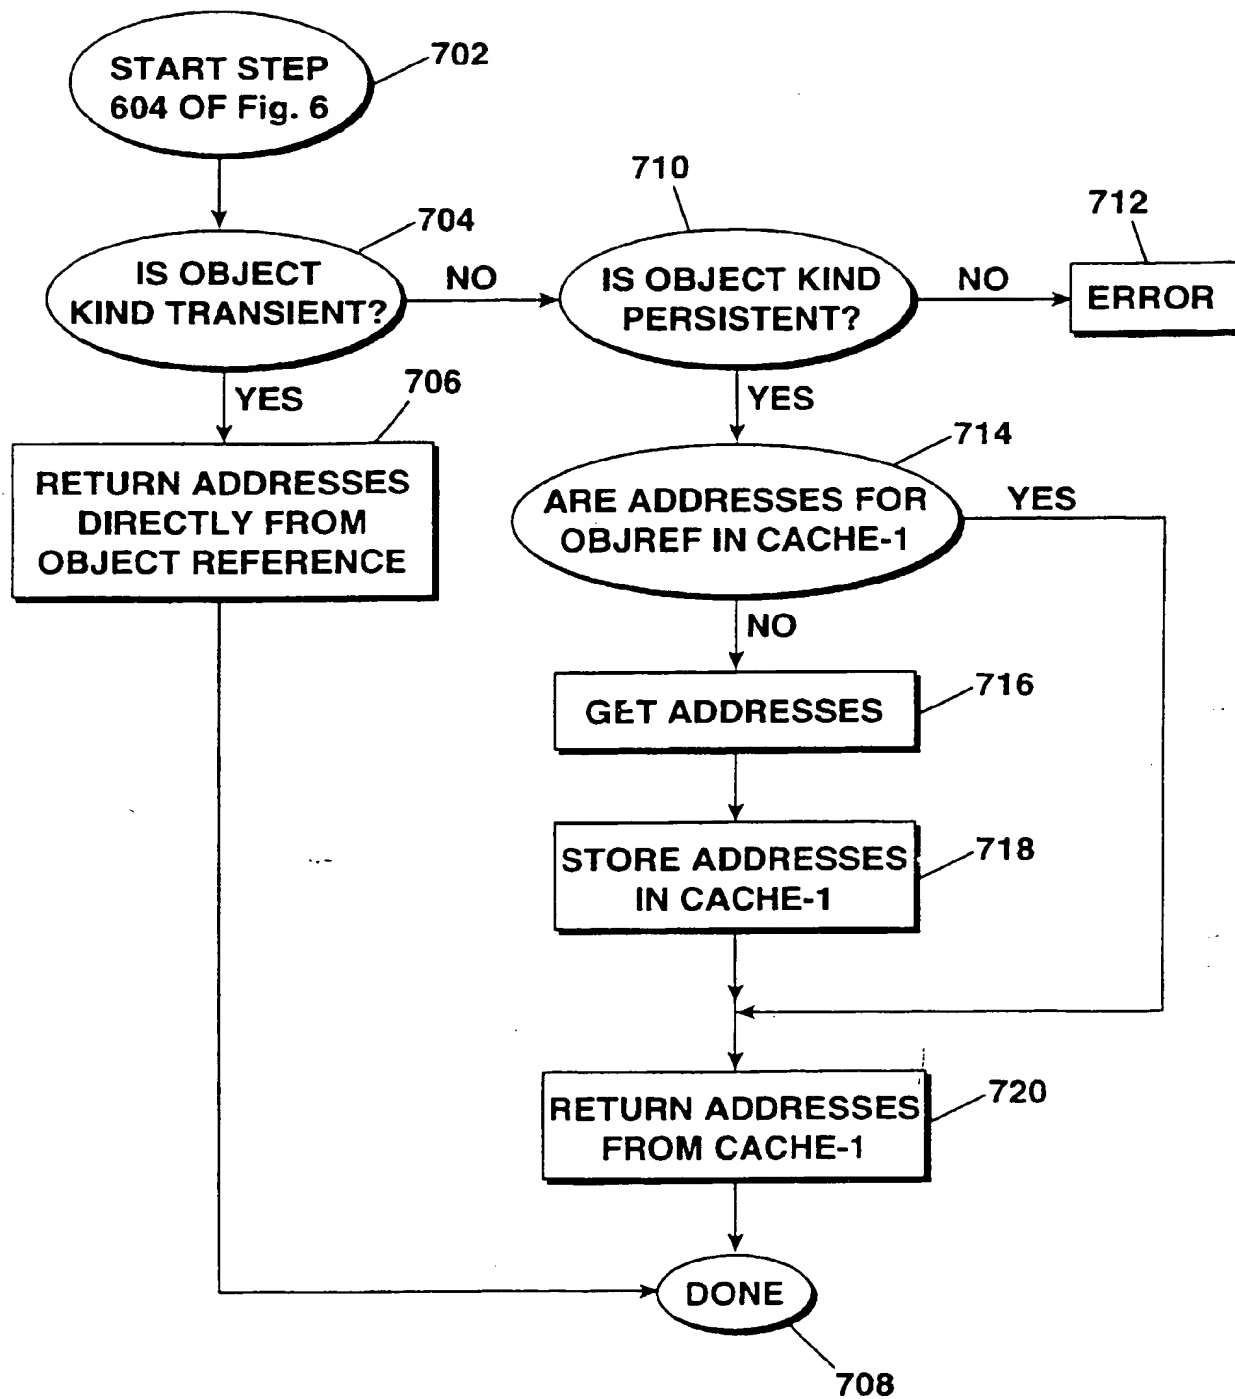 START STEP
604 OF Fig. 6
702
710
712
704
IS OBJECT
KIND TRANSIENT?
NO
IS OBJECT KIND
PERSISTENT?
NO
ERROR
YES
706
YES
RETURN ADDRESSES
DIRECTLY FROM
OBJECT REFERENCE
714
ARE ADDRESSES FOR
OBJREF IN CACHE-1
YES
NO
GET ADDRESSES
716
STORE ADDRESSES
IN CACHE-1
718
RETURN ADDRESSES
FROM CACHE-1
720
DONE
708